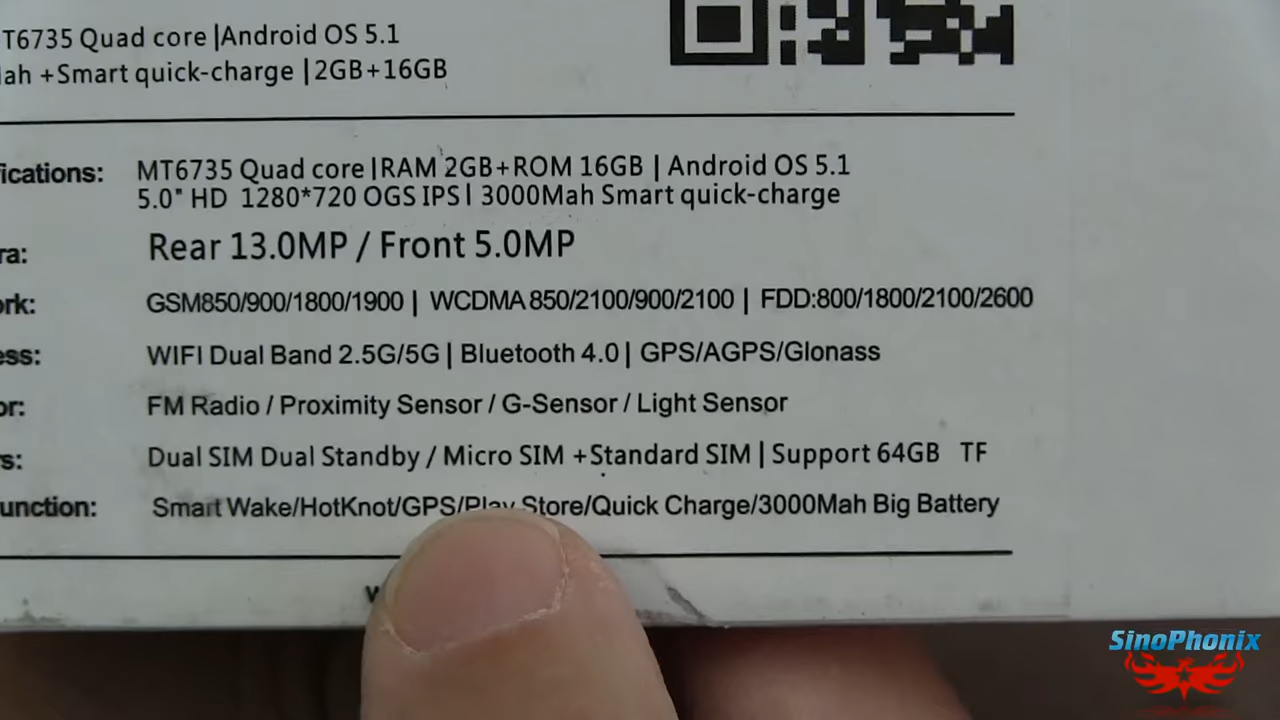 T6735 Quad core |Android OS 5.1
ah +Smart quick-charge | 2GB+16GB
ifications: MT6735 Quad core |RAM 2GB+ROM 16GB | Android OS 5.1
5.0" HD 1280*720 OGS IPS| 3000Mah Smart quick-charge
ra: Rear 13.0MP / Front 5.0MP
ork: GSM850/900/1800/1900 | WCDMA 850/2100/900/2100 | FDD:800/1800/2100/2600
ess: WIFI Dual Band 2.5G/5G | Bluetooth 4.0 | GPS/AGPS/Glonass
or: FM Radio / Proximity Sensor / G-Sensor / Light Sensor
s: Dual SIM Dual Standby / Micro SIM +Standard SIM | Support 64GB TF
unction: Smart Wake/HotKnot/GPS/Play Store/Quick Charge/3000Mah Big Battery
SinoPhonix